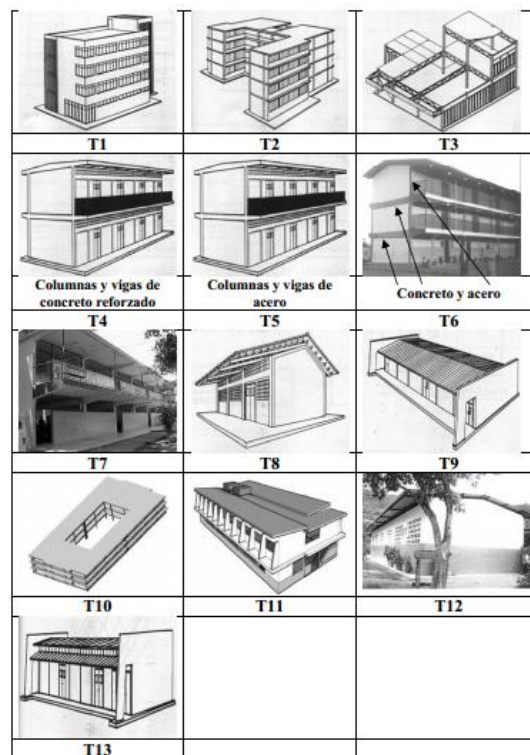 T1
T2
T3
Columnas y vigas de
concreto reforzado
Columnas y vigas de
acero
Concreto y acero
T4
T5
T6
T7
T8
T9
T10
T11
T12
T13